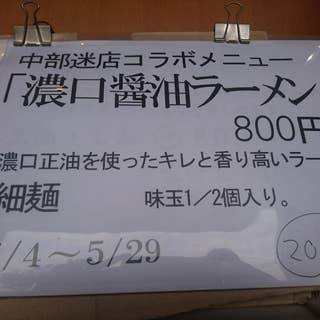 中部迷店コラボメニュー
「濃口醤油ラーメン
800円
濃口正油を使ったキレと香り高いラー
細麺 味玉1/2個入り。
/4～5/29
20